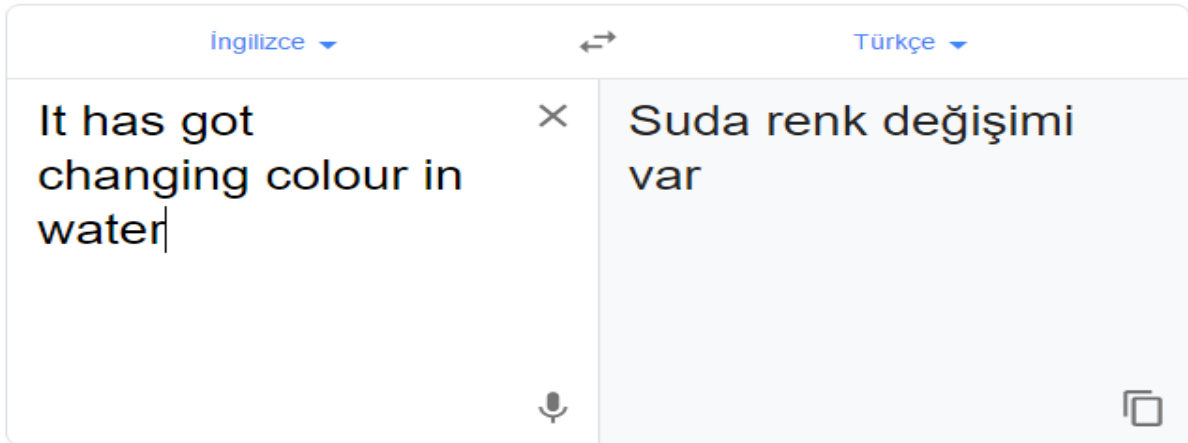 İngilizce
Türkçe
It has got
changing colour in
water
Suda renk değişimi
var